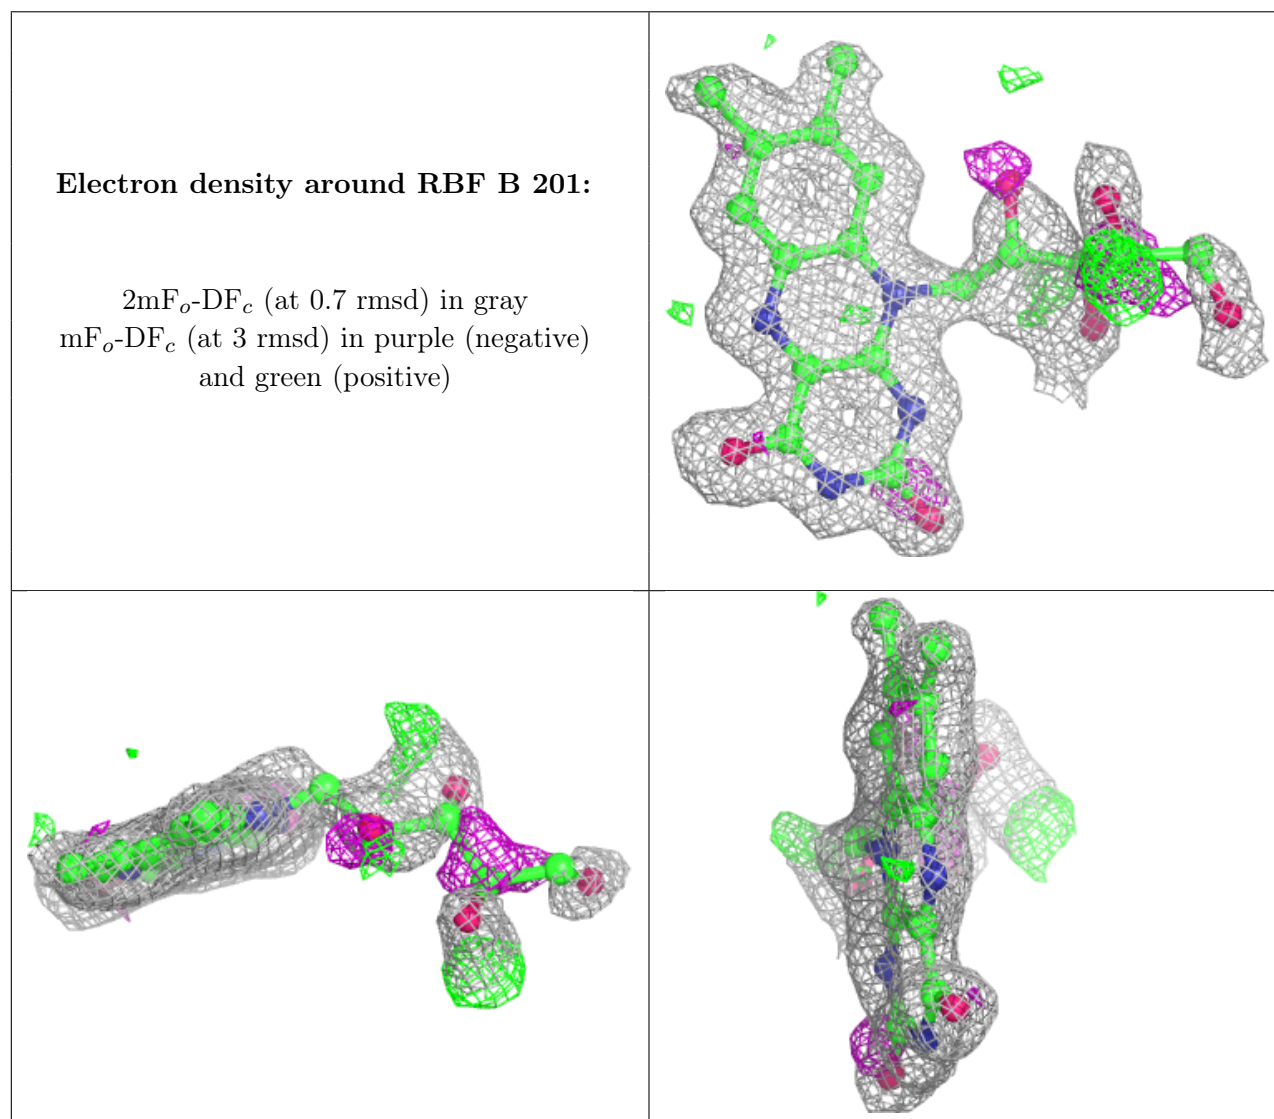 Electron density around RBF B 201:
2mFₒ-DF𝒸 (at 0.7 rmsd) in gray
mFₒ-DF𝒸 (at 3 rmsd) in purple (negative)
and green (positive)